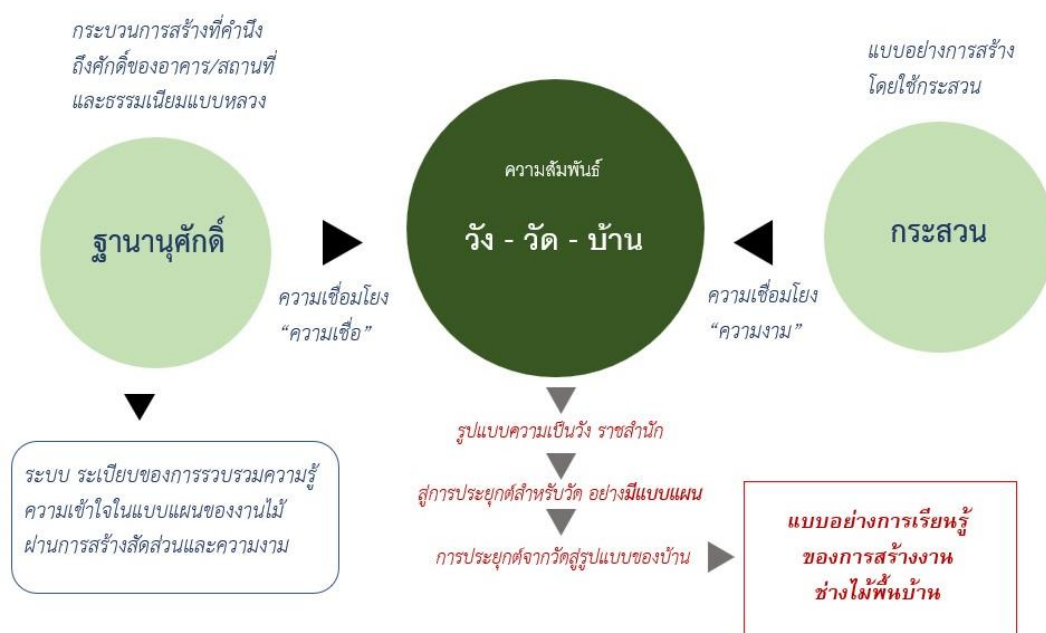 กระบวนการสร้างที่คำนึง
ถึงศักดิ์ของอาคาร/สถานที่
และธรรมเนียมแบบหลวง
ฐานานุศักดิ์
ความเชื่อมโยง
“ความเชื่อ”
ระบบ ระเบียบของการรวบรวมความรู้
ความเข้าใจในแบบแผนของงานไม้
ผ่านการสร้างสัดส่วนและความงาม
ความสัมพันธ์
วัง - วัด - บ้าน
แบบอย่างการสร้าง
โดยใช้กระสวน
กระสวน
ความเชื่อมโยง
“ความงาม”
รูปแบบความเป็นวัง ราชสำนัก
สู่การประยุกต์สำหรับวัด อย่างมีแบบแผน
การประยุกต์จากวัดสู่รูปแบบของบ้าน
แบบอย่างการเรียนรู้
ของการสร้างงาน
ช่างไม้พื้นบ้าน